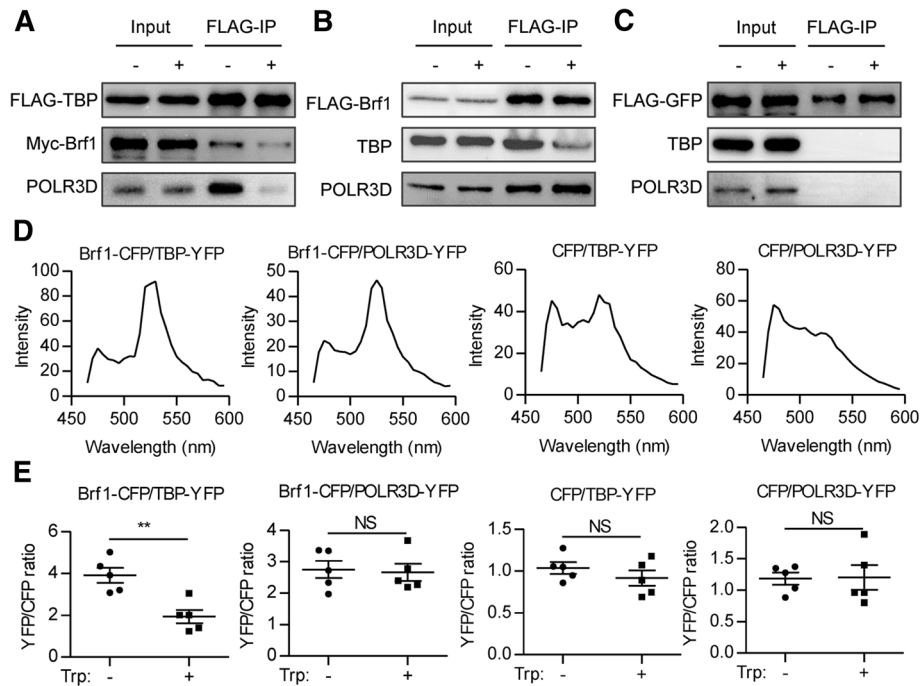 A
Input FLAG-IP
- + - +
FLAG-TBP
Myc-Brf1
POLR3D
B
Input FLAG-IP
- + - +
FLAG-Brf1
TBP
POLR3D
C
Input FLAG-IP
- + - +
FLAG-GFP
TBP
POLR3D
D
Brf1-CFP/TBP-YFP
Intensity
100
80
60
40
20
0
450 500 550 600
Wavelength (nm)
Brf1-CFP/POLR3D-YFP
Intensity
50
40
30
20
10
0
450 500 550 600
Wavelength (nm)
CFP/TBP-YFP
Intensity
60
40
20
0
450 500 550 600
Wavelength (nm)
CFP/POLR3D-YFP
Intensity
80
60
40
20
0
450 500 550 600
Wavelength (nm)
E
Brf1-CFP/TBP-YFP
YFP/CFP ratio
6
4
2
0
**
Trp: - +
Brf1-CFP/POLR3D-YFP
YFP/CFP ratio
4
3
2
1
0
NS
- +
CFP/TBP-YFP
YFP/CFP ratio
1.5
1.0
0.5
0.0
NS
Trp: - +
CFP/POLR3D-YFP
YFP/CFP ratio
2.0
1.5
1.0
0.5
0.0
NS
Trp: - +